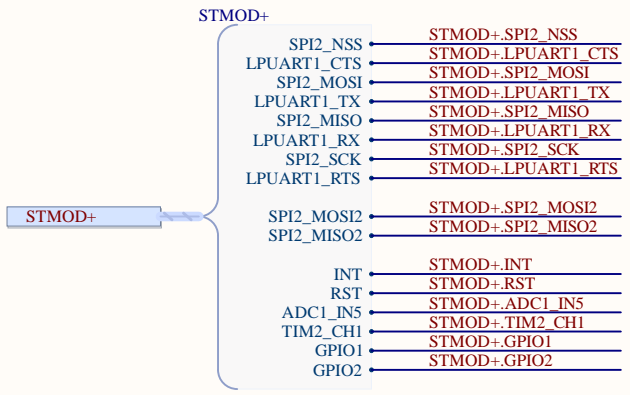 STMOD+
SPI2_NSS STMOD+.SPI2_NSS
LPUART1_CTS STMOD+.LPUART1_CTS
SPI2_MOSI STMOD+.SPI2_MOSI
LPUART1_TX STMOD+.LPUART1_TX
SPI2_MISO STMOD+.SPI2_MISO
LPUART1_RX STMOD+.LPUART1_RX
SPI2_SCK STMOD+.SPI2_SCK
LPUART1_RTS STMOD+.LPUART1_RTS
STMOD+
SPI2_MOSI2 STMOD+.SPI2_MOSI2
SPI2_MISO2 STMOD+.SPI2_MISO2
INT STMOD+.INT
RST STMOD+.RST
ADC1_IN5 STMOD+.ADC1_IN5
TIM2_CH1 STMOD+.TIM2_CH1
GPIO1 STMOD+.GPIO1
GPIO2 STMOD+.GPIO2